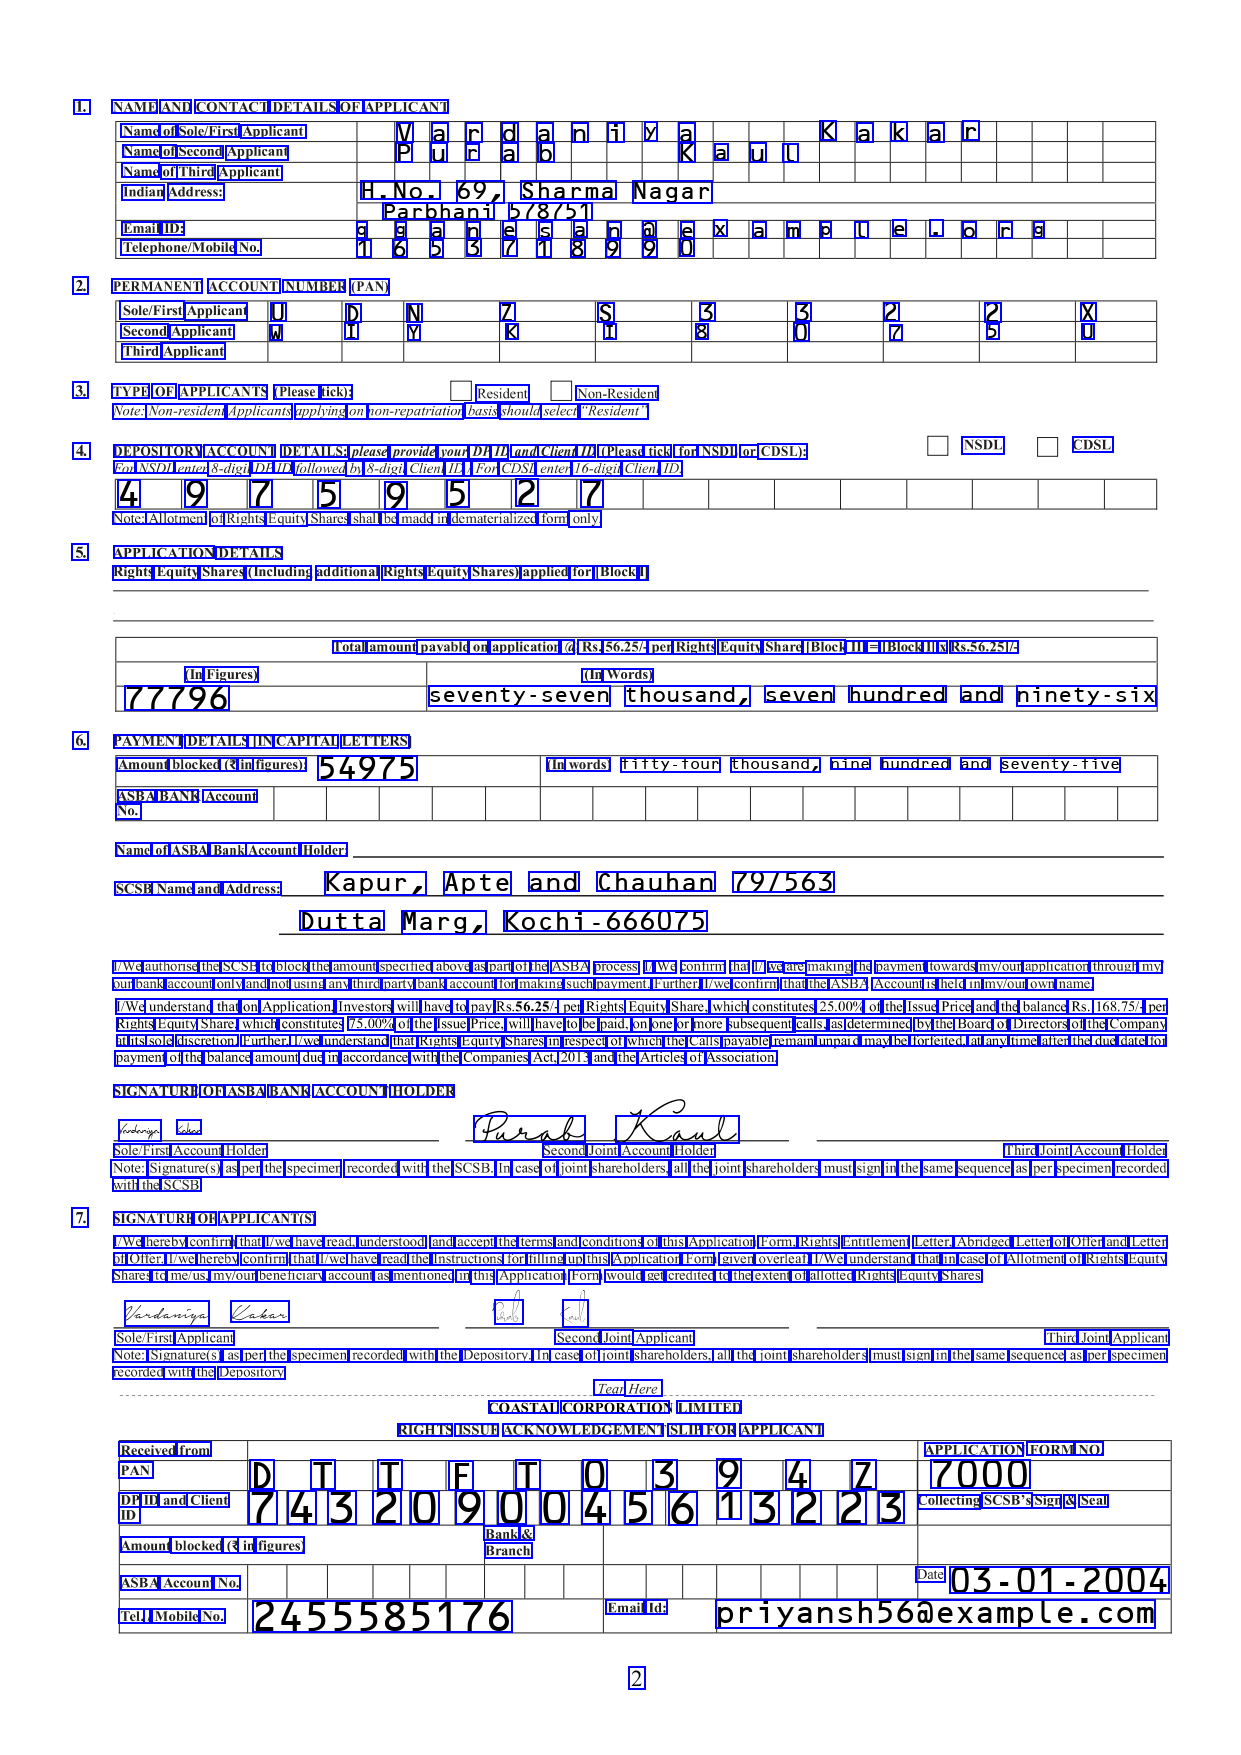 1. NAME AND CONTACT DETAILS OF APPLICANT
Name of Sole/First Applicant Vardaniya Kakar
Name of Second Applicant Purab Kaul
Name of Third Applicant
Indian Address: H.No. 69, Sharma Nagar
Parbhani 578751
Email ID: gganesan@example.org
Telephone/Mobile No. 1653718990
2. PERMANENT ACCOUNT NUMBER (PAN)
Sole/First Applicant U D N Z S 3 3 2 2 X
Second Applicant W I Y K I 8 0 7 5 U
Third Applicant
3. TYPE OF APPLICANTS (Please tick): Resident Non-Resident
Note: Non-resident Applicants applying on non-repatriation basis should select "Resident"
4. DEPOSITORY ACCOUNT DETAILS: please provide your DP ID and Client ID (Please tick for NSDL or CDSL): NSDL CDSL
For NSDL enter 8-digit DP ID followed by 8-digit Client ID / For CDSL enter 16-digit Client ID.
4 9 7 5 9 5 2 7
Note: Allotment of Rights Equity Shares shall be made in dematerialized form only.
5. APPLICATION DETAILS
Rights Equity Shares (Including additional Rights Equity Shares) applied for [Block I]
Total amount payable on application @ Rs. 56.25/- per Rights Equity Share [Block II] = [Block I] x Rs.56.25]/-
(In Figures) (In Words)
77796 seventy-seven thousand, seven hundred and ninety-six
6. PAYMENT DETAILS [IN CAPITAL LETTERS]
Amount blocked (₹ in figures): 54975 (In words) fifty-four thousand, nine hundred and seventy-five
ASBA BANK Account
No.
Name of ASBA Bank Account Holder:
SCSB Name and Address: Kapur, Apte and Chauhan 79/563
Dutta Marg, Kochi-666075
I/We authorise the SCSB to block the amount specified above as part of the ASBA process. I/ We confirm that I/ we are making the payment towards my/our application through my/
our bank account only and not using any third party bank account for making such payment. Further, I/we confirm that the ASBA Account is held in my/our own name.
I/We understand that on Application, Investors will have to pay Rs.56.25/- per Rights Equity Share, which constitutes 25.00% of the Issue Price and the balance Rs. 168.75/- per
Rights Equity Share, which constitutes 75.00% of the Issue Price, will have to be paid, on one or more subsequent calls, as determined by the Board of Directors of the Company
at its sole discretion. Further, I/we understand that Rights Equity Shares in respect of which the Calls payable remain unpaid may be forfeited, at any time after the due date for
payment of the balance amount due in accordance with the Companies Act, 2013 and the Articles of Association.
SIGNATURE OF ASBA BANK ACCOUNT HOLDER
Vardaniya Kakar Purab Kaul
Sole/First Account Holder Second Joint Account Holder Third Joint Account Holder
Note: Signature(s) as per the specimen recorded with the SCSB. In case of joint shareholders, all the joint shareholders must sign in the same sequence as per specimen recorded
with the SCSB
7. SIGNATURE OF APPLICANT(S)
I/We hereby confirm that I/we have read, understood and accept the terms and conditions of this Application Form, Rights Entitlement Letter, Abridged Letter of Offer and Letter
of Offer. I/we hereby confirm that I/we have read the Instructions for filling up this Application Form given overleaf. I/We understand that in case of Allotment of Rights Equity
Shares to me/us, my/our beneficiary account as mentioned in this Application Form would get credited to the extent of allotted Rights Equity Shares
Vardaniya Kakar Purab Kaul
Sole/First Applicant Second Joint Applicant Third Joint Applicant
Note: Signature(s) as per the specimen recorded with the Depository. In case of joint shareholders, all the joint shareholders must sign in the same sequence as per specimen
recorded with the Depository
Tear Here
COASTAL CORPORATION LIMITED
RIGHTS ISSUE ACKNOWLEDGEMENT SLIP FOR APPLICANT
Received from APPLICATION FORM NO.
PAN D T T F T 0 3 9 4 Z 7000
DP ID and Client
ID 7432090045613223 Collecting SCSB's Sign & Seal
Amount blocked (₹ in figures) Bank &
Branch
ASBA Account No. Date 03-01-2004
Tel./ Mobile No. 2455585176 Email Id: priyansh56@example.com
2